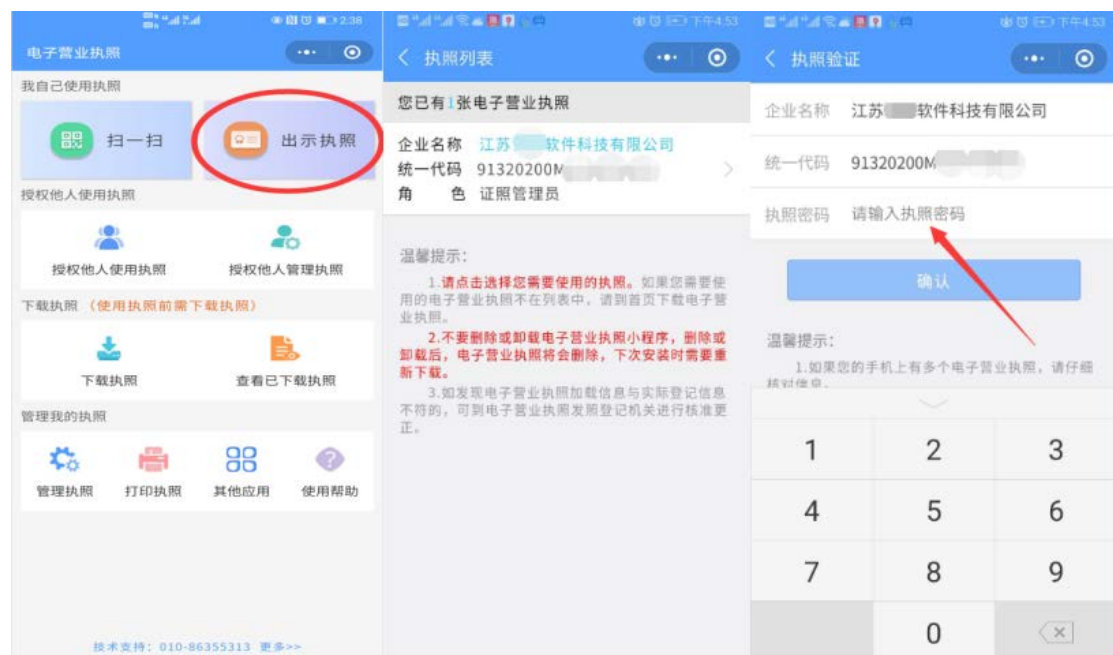 2:38
电子营业执照
我自己使用执照
扫一扫
出示执照
授权他人使用执照
授权他人使用执照
授权他人管理执照
下载执照 （使用执照前需下载执照）
下载执照
查看已下载执照
管理我的执照
管理执照
打印执照
其他应用
使用帮助
技术支持：010-86355313 更多>>
下午4:53
执照列表
您已有1张电子营业执照
企业名称 江苏 软件科技有限公司
统一代码 91320200M
角 色 证照管理员
温馨提示：
1.请点击选择您需要使用的执照。如果您需要使
用的电子营业执照不在列表中，请到首页下载电子营
业执照。
2.不要删除或卸载电子营业执照小程序，删除或
卸载后，电子营业执照将会删除，下次安装时需要重
新下载。
3.如发现电子营业执照加载信息与实际登记信息
不符的，可到电子营业执照发照登记机关进行核准更
正。
下午4:53
执照验证
企业名称 江苏 软件科技有限公司
统一代码 91320200M
执照密码 请输入执照密码
确认
温馨提示：
1.如果您的手机上有多个电子营业执照，请仔细
核对信息。
1 2 3
4 5 6
7 8 9
0